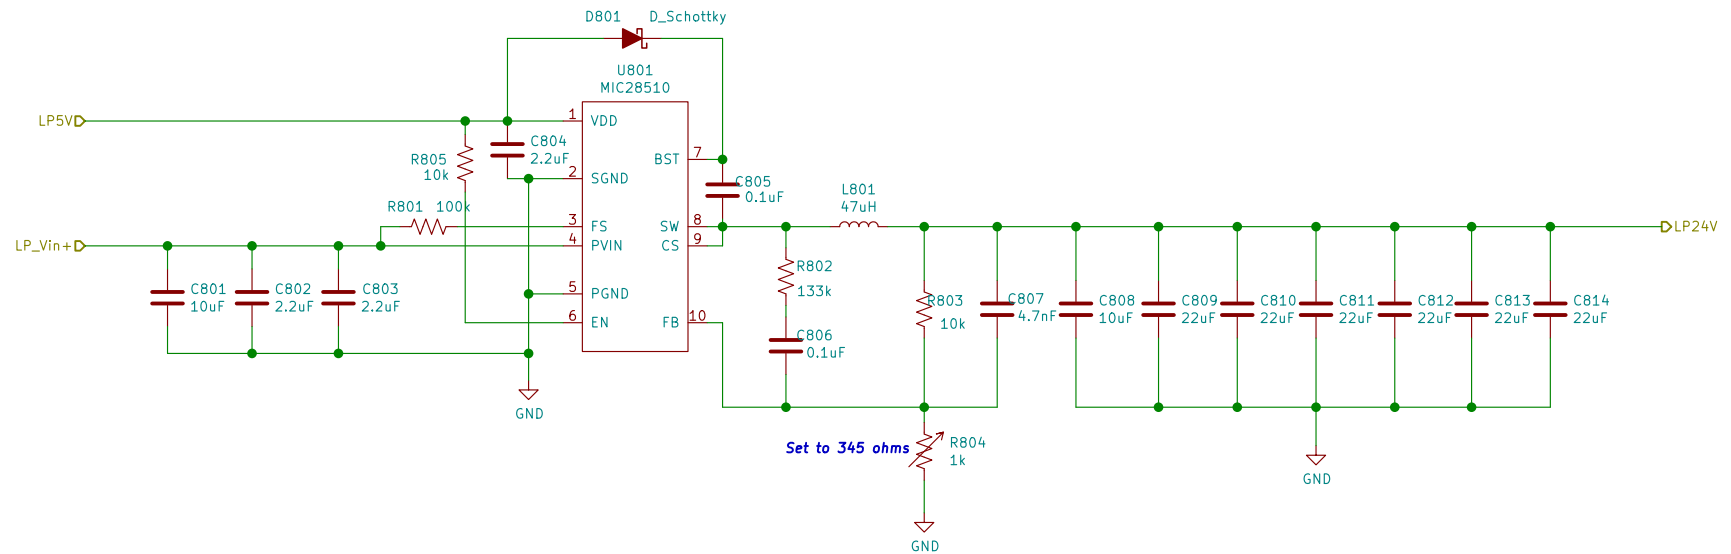 D801 D_Schottky
U801
MIC28510
LP5V
1 VDD
C804
2.2uF
R805
10k
2 SGND
BST 7
C805
0.1uF
R801 100k
3 FS
SW 8
L801
47uH
LP24V
LP_Vin+
4 PVIN
CS 9
R802
133k
C801
10uF
C802
2.2uF
C803
2.2uF
5 PGND
6 EN
FB 10
R803
10k
C807
4.7nF
C808
10uF
C809
22uF
C810
22uF
C811
22uF
C812
22uF
C813
22uF
C814
22uF
C806
0.1uF
GND
Set to 345 ohms
R804
1k
GND
GND